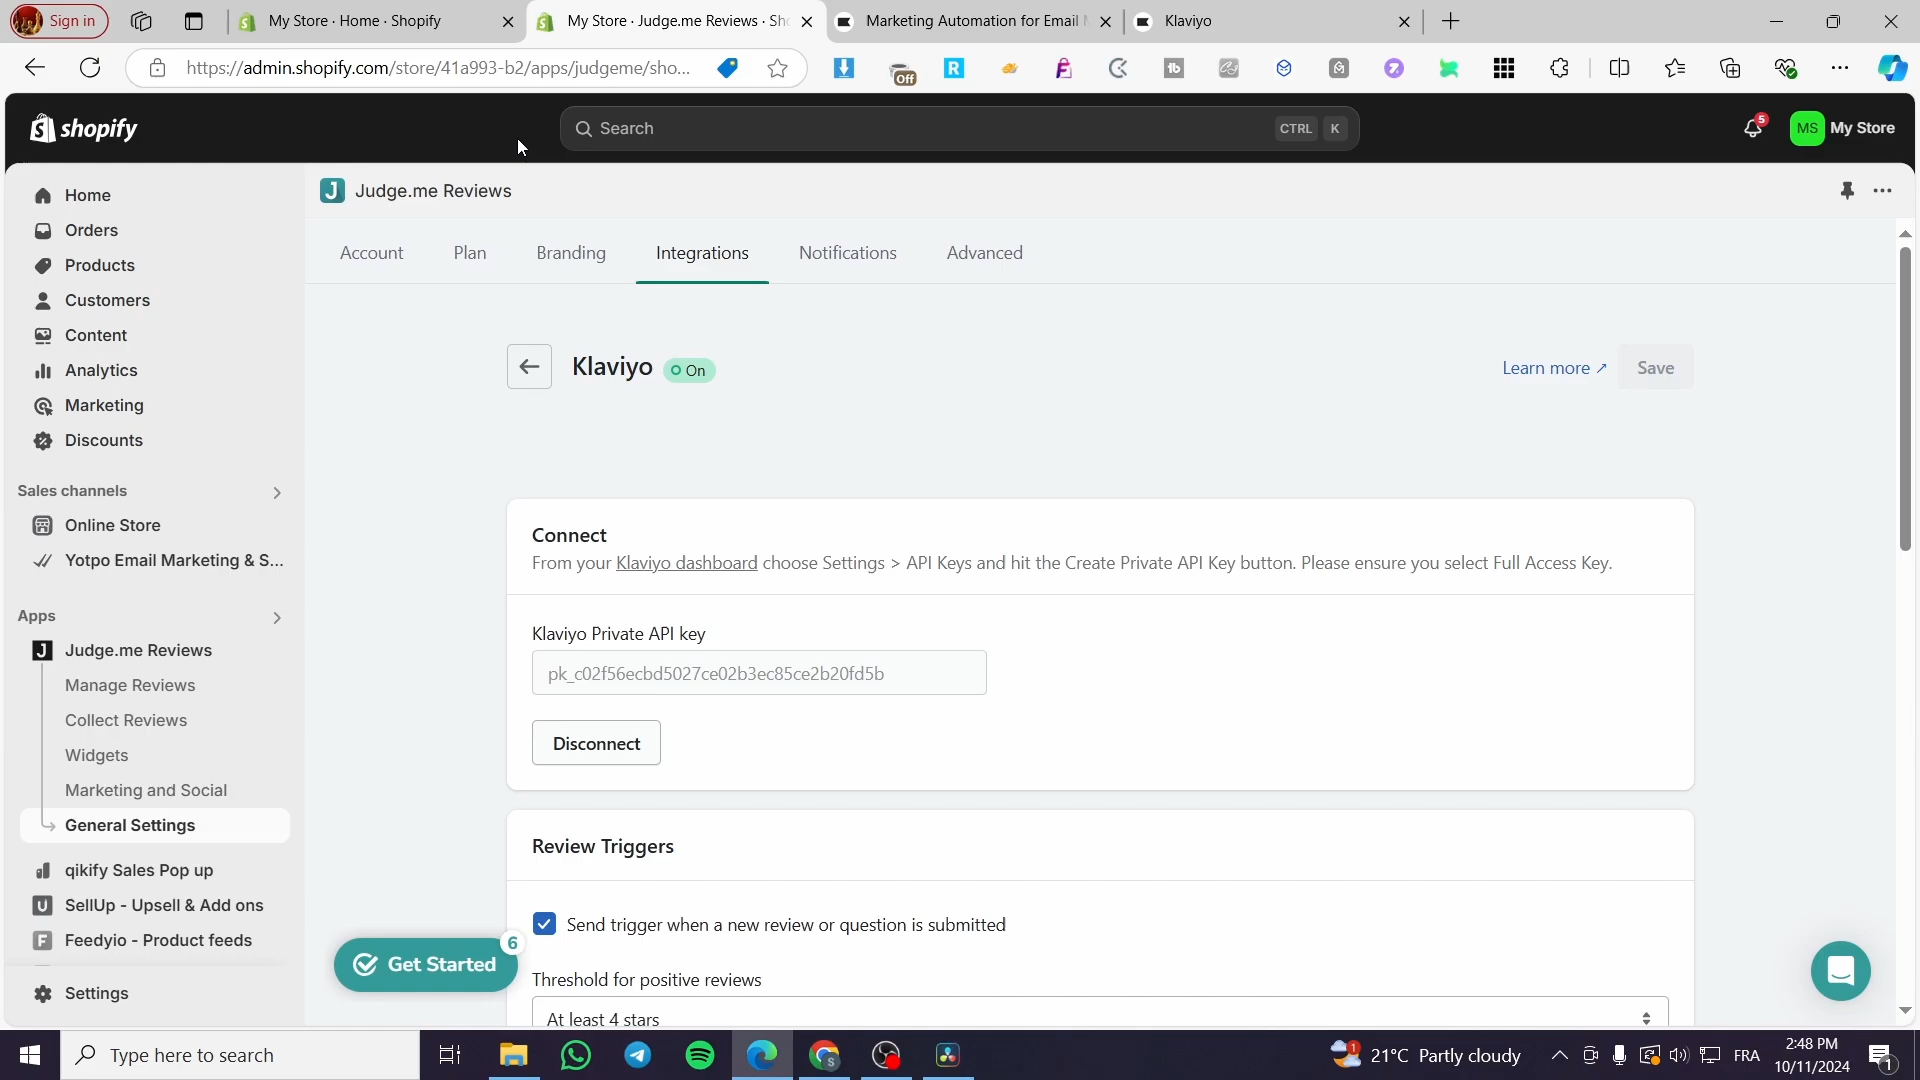 Sign in
My Store · Home · Shopify
My Store · Judge.me Reviews · Sh
Marketing Automation for Email
Klaviyo
https://admin.shopify.com/store/41a993-b2/apps/judgeme/sho...
Off
shopify
Search
CTRL K
5
MS My Store
Home
Orders
Products
Customers
Content
Analytics
Marketing
Discounts
Sales channels
Online Store
Yotpo Email Marketing & S...
Apps
Judge.me Reviews
Manage Reviews
Collect Reviews
Widgets
Marketing and Social
General Settings
qikify Sales Pop up
SellUp - Upsell & Add ons
Feedyio - Product feeds
Settings
Judge.me Reviews
Account Plan Branding Integrations Notifications Advanced
Klaviyo On
Learn more ↗ Save
Connect
From your Klaviyo dashboard choose Settings > API Keys and hit the Create Private API Key button. Please ensure you select Full Access Key.
Klaviyo Private API key
pk_c02f56ecbd5027ce02b3ec85ce2b20fd5b
Disconnect
Review Triggers
Send trigger when a new review or question is submitted
Threshold for positive reviews
At least 4 stars
Get Started 6
Type here to search
1
21°C Partly cloudy
FRA
2:48 PM
10/11/2024
1